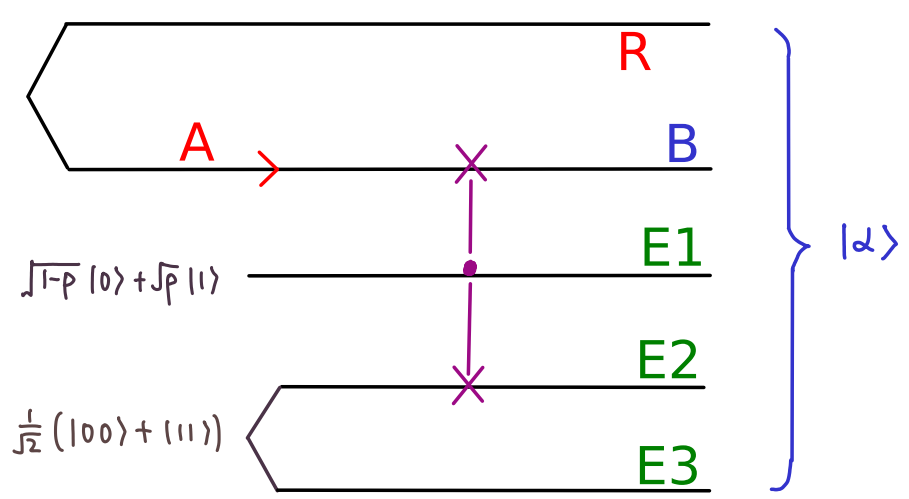 R
A
B
|α⟩
E1
√1-p |0⟩ + √p |1⟩
E2
1/√2 (|00⟩ + |11⟩)
E3